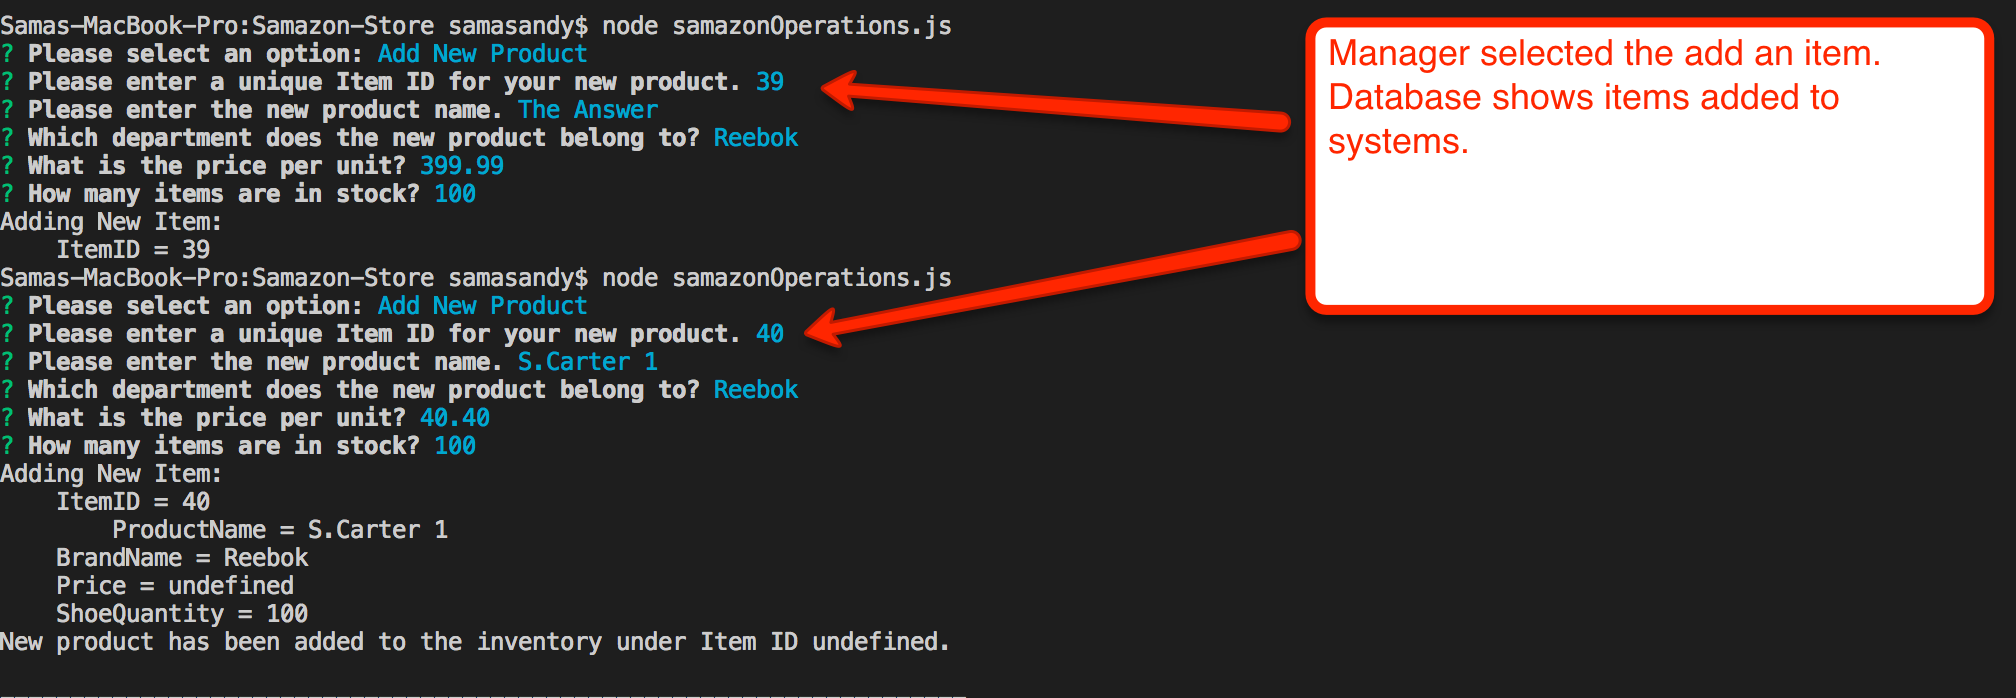 Samas-MacBook-Pro:Samazon-Store samasandy$ node samazonOperations.js
? Please select an option: Add New Product
? Please enter a unique Item ID for your new product. 39
? Please enter the new product name. The Answer
? Which department does the new product belong to? Reebok
? What is the price per unit? 399.99
? How many items are in stock? 100
Adding New Item:
    ItemID = 39
Samas-MacBook-Pro:Samazon-Store samasandy$ node samazonOperations.js
? Please select an option: Add New Product
? Please enter a unique Item ID for your new product. 40
? Please enter the new product name. S.Carter 1
? Which department does the new product belong to? Reebok
? What is the price per unit? 40.40
? How many items are in stock? 100
Adding New Item:
    ItemID = 40
        ProductName = S.Carter 1
    BrandName = Reebok
    Price = undefined
    ShoeQuantity = 100
New product has been added to the inventory under Item ID undefined.
Manager selected the add an item.
Database shows items added to
systems.